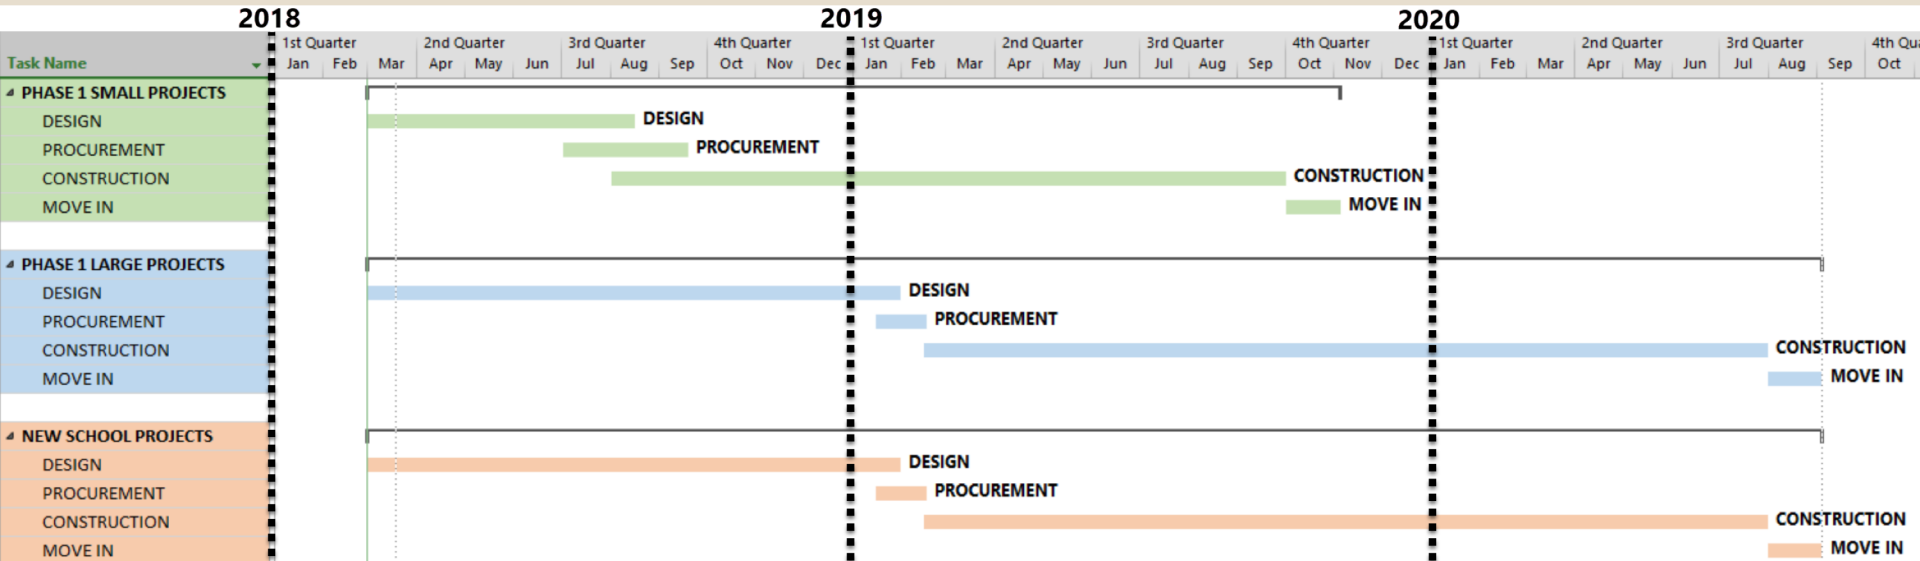 2018 2019 2020
1st Quarter 2nd Quarter 3rd Quarter 4th Quarter 1st Quarter 2nd Quarter 3rd Quarter 4th Quarter 1st Quarter 2nd Quarter 3rd Quarter 4th Qua
Task Name Jan Feb Mar Apr May Jun Jul Aug Sep Oct Nov Dec Jan Feb Mar Apr May Jun Jul Aug Sep Oct Nov Dec Jan Feb Mar Apr May Jun Jul Aug Sep Oct
PHASE 1 SMALL PROJECTS
DESIGN DESIGN
PROCUREMENT PROCUREMENT
CONSTRUCTION CONSTRUCTION
MOVE IN MOVE IN
PHASE 1 LARGE PROJECTS
DESIGN DESIGN
PROCUREMENT PROCUREMENT
CONSTRUCTION CONSTRUCTION
MOVE IN MOVE IN
NEW SCHOOL PROJECTS
DESIGN DESIGN
PROCUREMENT PROCUREMENT
CONSTRUCTION CONSTRUCTION
MOVE IN MOVE IN